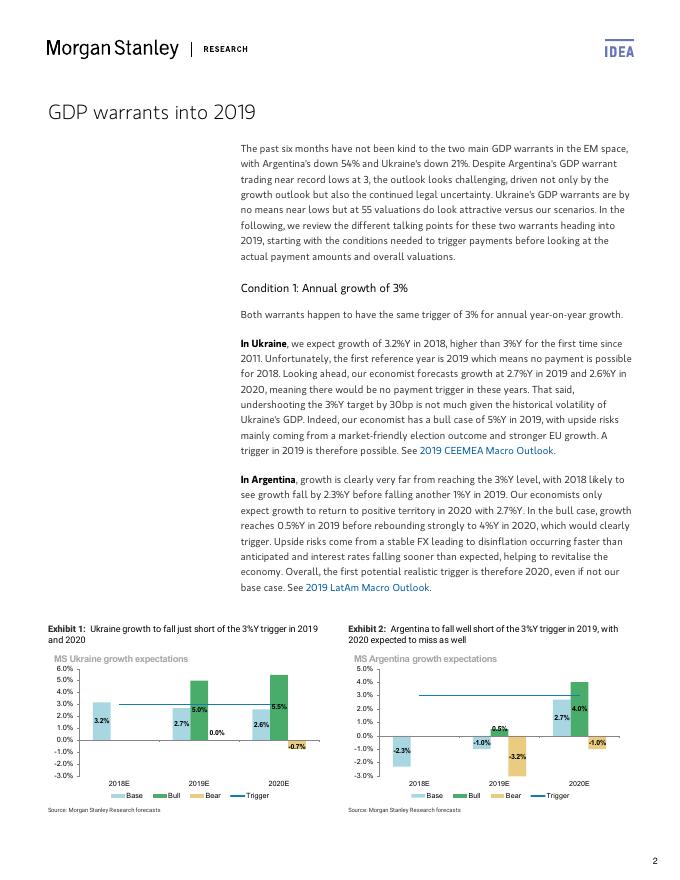 Morgan Stanley | RESEARCH
IDEA
GDP warrants into 2019
The past six months have not been kind to the two main GDP warrants in the EM space,
with Argentina's down 54% and Ukraine's down 21%. Despite Argentina's GDP warrant
trading near record lows at 3, the outlook looks challenging, driven not only by the
growth outlook but also the continued legal uncertainty. Ukraine's GDP warrants are by
no means near lows but at 55 valuations do look attractive versus our scenarios. In the
following, we review the different talking points for these two warrants heading into
2019, starting with the conditions needed to trigger payments before looking at the
actual payment amounts and overall valuations.
Condition 1: Annual growth of 3%
Both warrants happen to have the same trigger of 3% for annual year-on-year growth.
In Ukraine, we expect growth of 3.2%Y in 2018, higher than 3%Y for the first time since
2011. Unfortunately, the first reference year is 2019 which means no payment is possible
for 2018. Looking ahead, our economist forecasts growth at 2.7%Y in 2019 and 2.6%Y in
2020, meaning there would be no payment trigger in these years. That said,
undershooting the 3%Y target by 30bp is not much given the historical volatility of
Ukraine's GDP. Indeed, our economist has a bull case of 5%Y in 2019, with upside risks
mainly coming from a market-friendly election outcome and stronger EU growth. A
trigger in 2019 is therefore possible. See 2019 CEEMEA Macro Outlook.
In Argentina, growth is clearly very far from reaching the 3%Y level, with 2018 likely to
see growth fall by 2.3%Y before falling another 1%Y in 2019. Our economists only
expect growth to return to positive territory in 2020 with 2.7%Y. In the bull case, growth
reaches 0.5%Y in 2019 before rebounding strongly to 4%Y in 2020, which would clearly
trigger. Upside risks come from a stable FX leading to disinflation occurring faster than
anticipated and interest rates falling sooner than expected, helping to revitalise the
economy. Overall, the first potential realistic trigger is therefore 2020, even if not our
base case. See 2019 LatAm Macro Outlook.
Exhibit 1: Ukraine growth to fall just short of the 3%Y trigger in 2019
and 2020
MS Ukraine growth expectations
6.0%
5.0%
4.0%
3.0%
2.0%
1.0%
0.0%
-1.0%
-2.0%
-3.0%
3.2%
2.7%
5.0%
0.0%
2.6%
5.5%
-0.7%
2018E 2019E 2020E
Base Bull Bear Trigger
Source: Morgan Stanley Research forecasts
Exhibit 2: Argentina to fall well short of the 3%Y trigger in 2019, with
2020 expected to miss as well
MS Argentina growth expectations
5.0%
4.0%
3.0%
2.0%
1.0%
0.0%
-1.0%
-2.0%
-3.0%
-2.3%
-1.0%
0.5%
-3.2%
2.7%
4.0%
-1.0%
2018E 2019E 2020E
Base Bull Bear Trigger
Source: Morgan Stanley Research forecasts
2